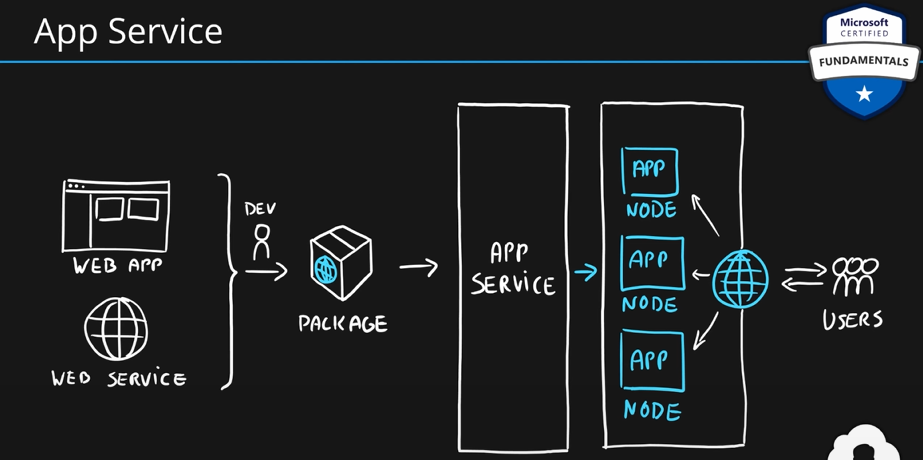 App Service
Microsoft
CERTIFIED
FUNDAMENTALS
WEB APP
WEB SERVICE
DEV
PACKAGE
APP
SERVICE
APP
NODE
APP
NODE
APP
NODE
USERS